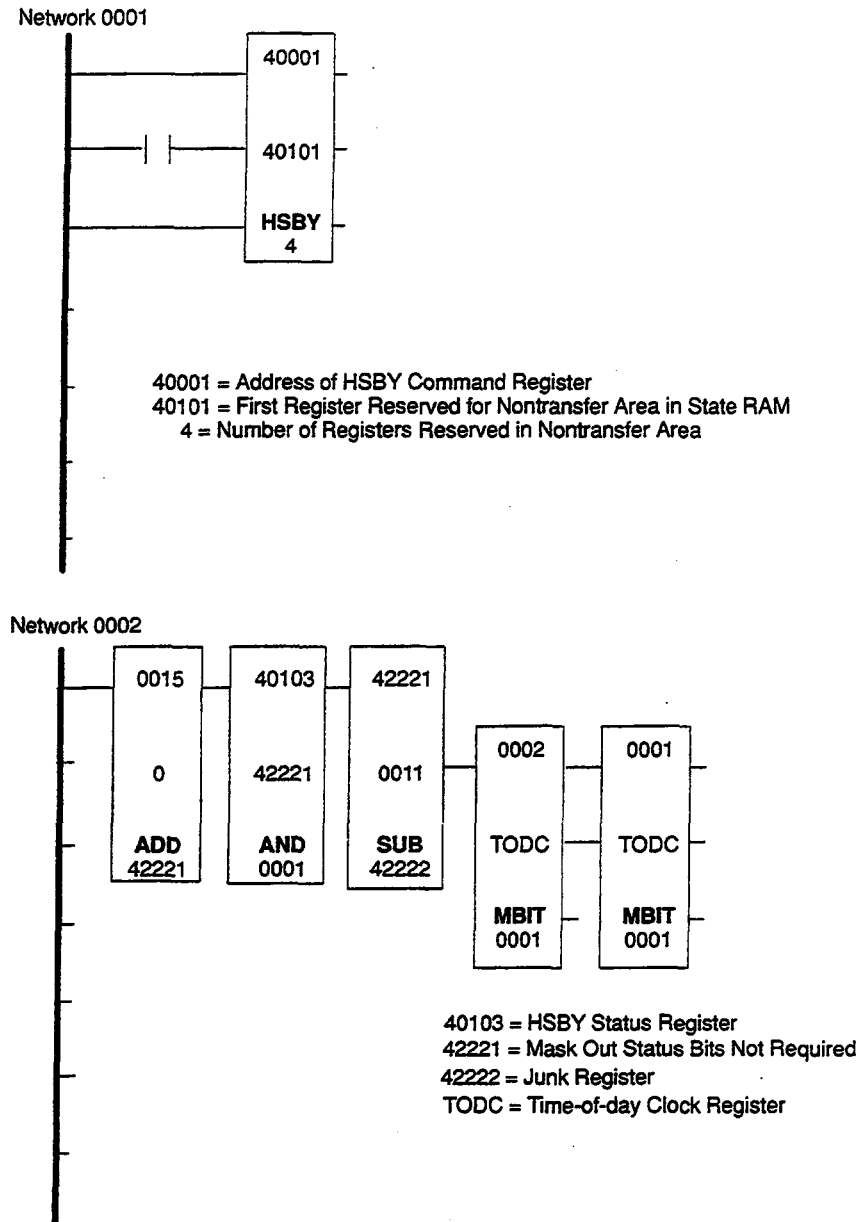 Network 0001
40001
40101
HSBY
4
40001 = Address of HSBY Command Register
40101 = First Register Reserved for Nontransfer Area in State RAM
4 = Number of Registers Reserved in Nontransfer Area
Network 0002
0015 40103 42221
0002 0001
0 42221 0011
ADD AND SUB TODC TODC
42221 0001 42222
MBIT MBIT
0001 0001
40103 = HSBY Status Register
42221 = Mask Out Status Bits Not Required
42222 = Junk Register
TODC = Time-of-day Clock Register